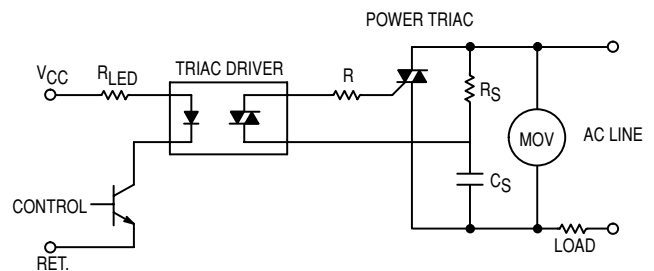 POWER TRIAC
VCC
RLED
TRIAC DRIVER
R
RS
MOV
AC LINE
CS
CONTROL
RET.
LOAD